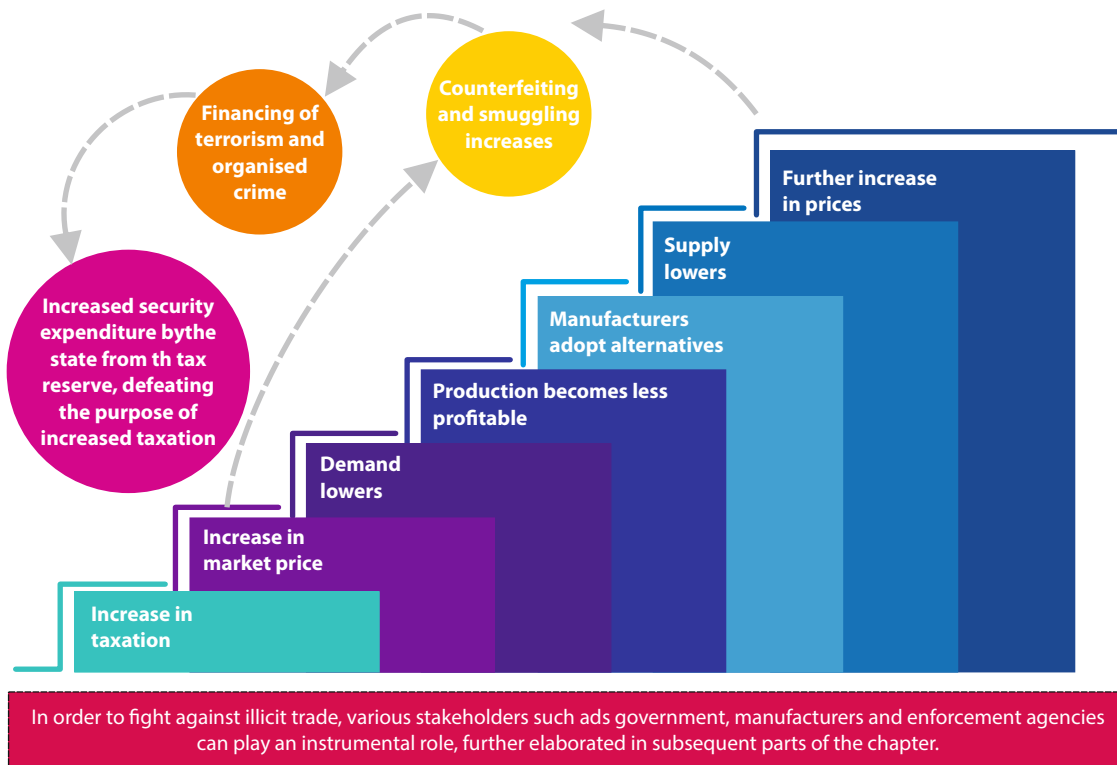 Counterfeiting
and smuggling
increases
Financing of
terrorism and
organised
crime
Increased security
expenditure bythe
state from th tax
reserve, defeating
the purpose of
increased taxation
Further increase
in prices
Supply
lowers
Manufacturers
adopt alternatives
Production becomes less
profitable
Demand
lowers
Increase in
market price
Increase in
taxation
In order to fight against illicit trade, various stakeholders such ads government, manufacturers and enforcement agencies
can play an instrumental role, further elaborated in subsequent parts of the chapter.